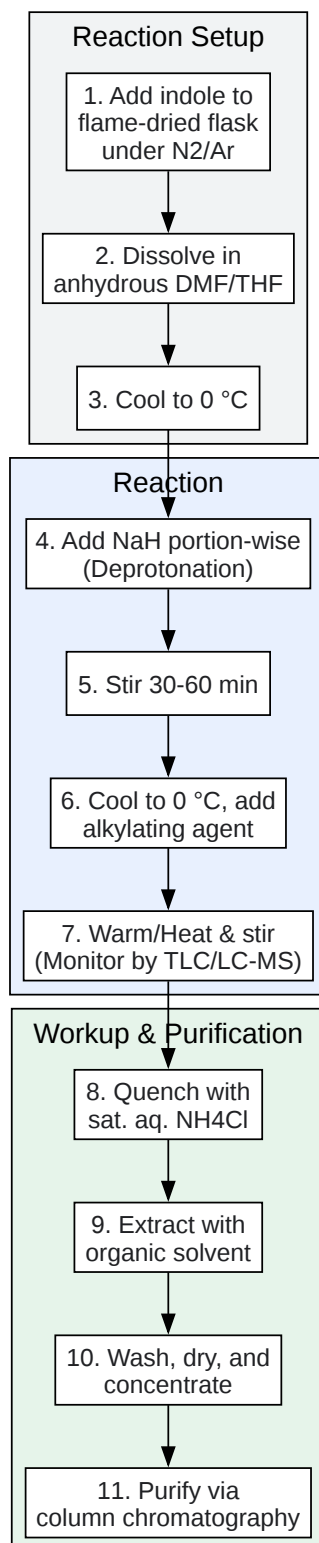 Reaction Setup
1. Add indole to
flame-dried flask
under N2/Ar
2. Dissolve in
anhydrous DMF/THF
3. Cool to 0 °C
Reaction
4. Add NaH portion-wise
(Deprotonation)
5. Stir 30-60 min
6. Cool to 0 °C, add
alkylating agent
7. Warm/Heat & stir
(Monitor by TLC/LC-MS)
Workup & Purification
8. Quench with
sat. aq. NH4Cl
9. Extract with
organic solvent
10. Wash, dry, and
concentrate
11. Purify via
column chromatography